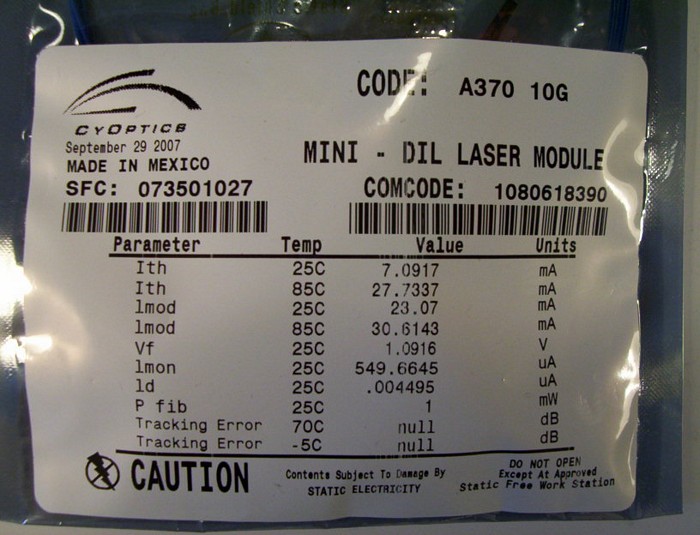 CODE: A370 10G
CYOPTICS
September 29 2007
MADE IN MEXICO
MINI - DIL LASER MODULE
SFC: 073501027
COMCODE: 1080618390
Parameter Temp Value Units
Ith 25C 7.0917 mA
Ith 85C 27.7337 mA
lmod 25C 23.07 mA
lmod 85C 30.6143 mA
Vf 25C 1.0916 V
lmon 25C 549.6645 uA
ld 25C .004495 uA
P fib 25C 1 mW
Tracking Error 70C null dB
Tracking Error -5C null dB
CAUTION
Contents Subject To Damage By
STATIC ELECTRICITY
DO NOT OPEN
Except At Approved
Static Free Work Station